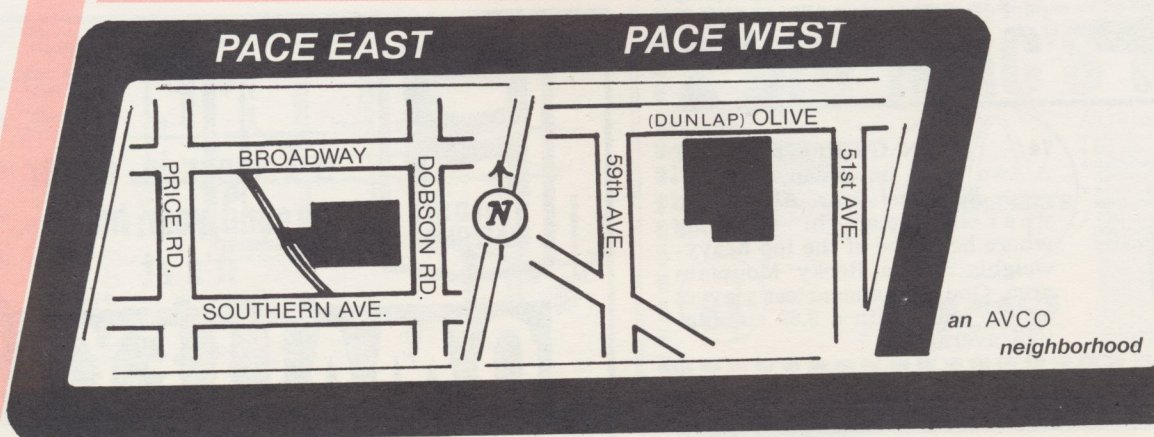 PACE EAST
PACE WEST
BROADWAY
PRICE RD.
DOBSON RD.
SOUTHERN AVE.
N
(DUNLAP) OLIVE
59th AVE.
51st AVE.
an AVCO
neighborhood